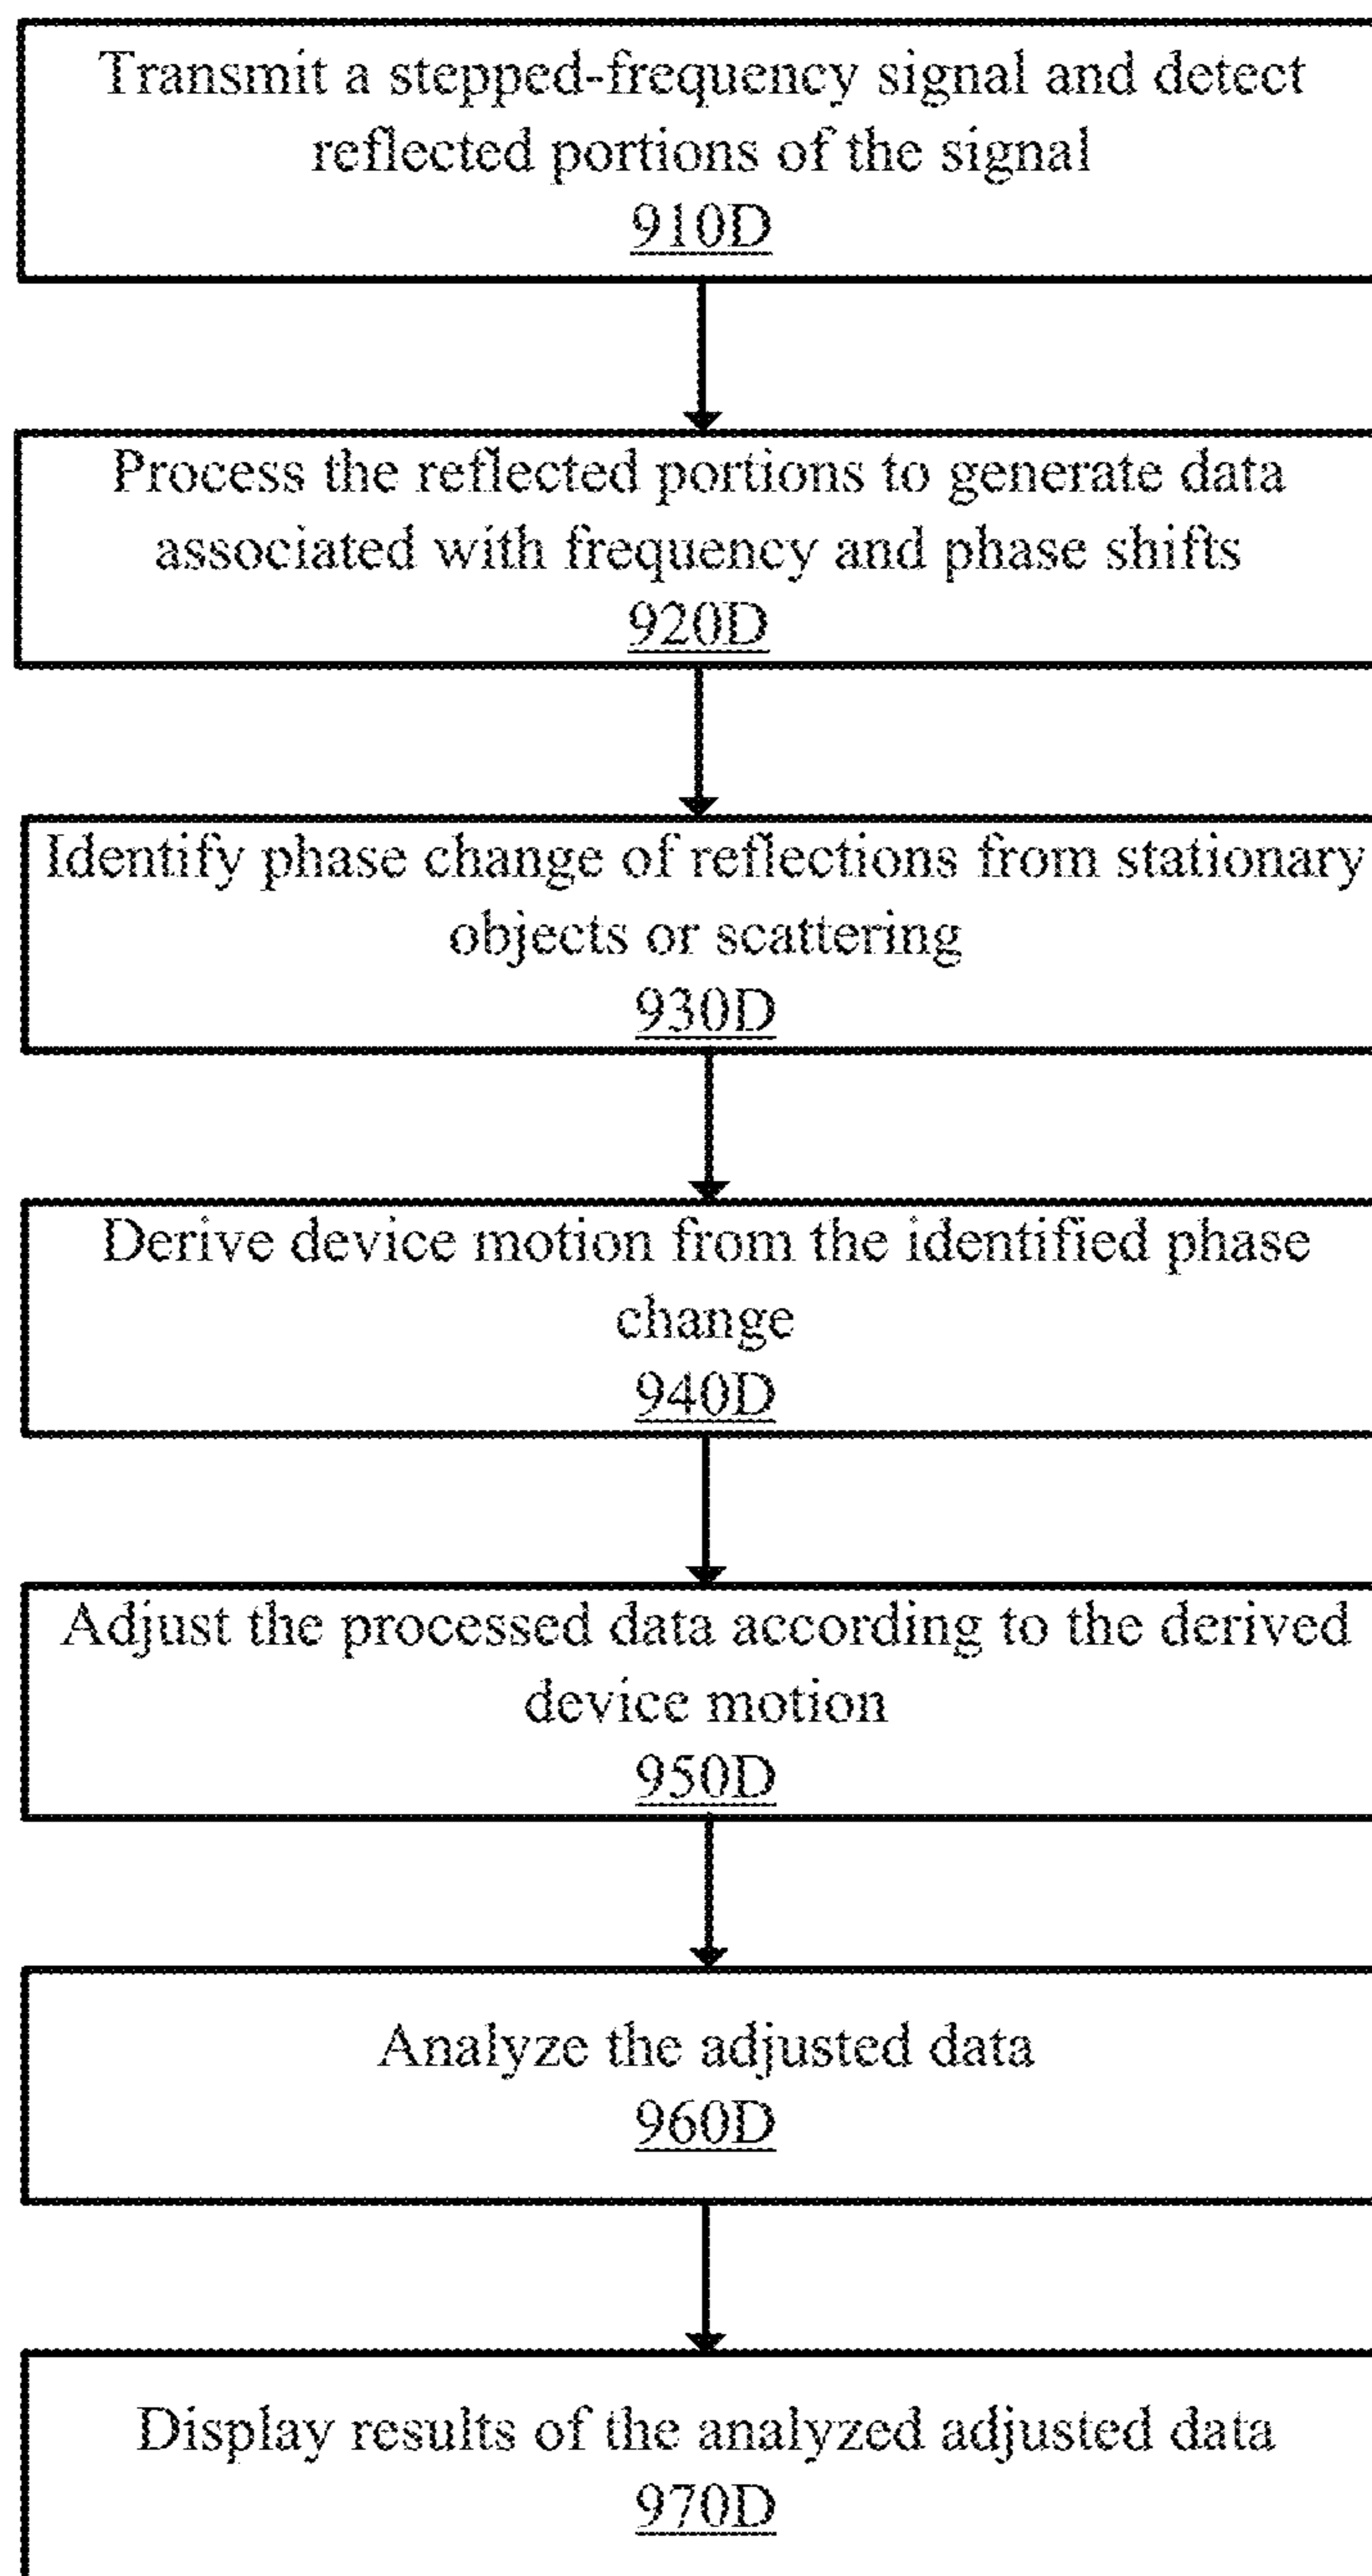 Transmit a stepped-frequency signal and detect
reflected portions of the signal
910D
Process the reflected portions to generate data
associated with frequency and phase shifts
920D
Identify phase change of reflections from stationary
objects or scattering
930D
Derive device motion from the identified phase
change
940D
Adjust the processed data according to the derived
device motion
950D
Analyze the adjusted data
960D
Display results of the analyzed adjusted data
970D